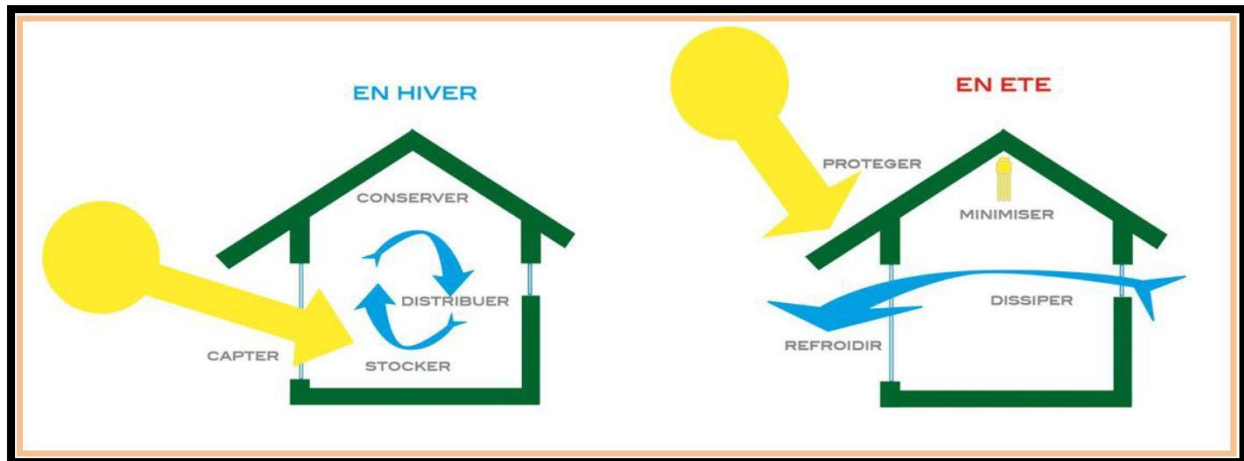 EN HIVER
CONSERVER
DISTRIBUER
CAPTER
STOCKER
EN ETE
PROTEGER
MINIMISER
DISSIPER
REFROIDIR